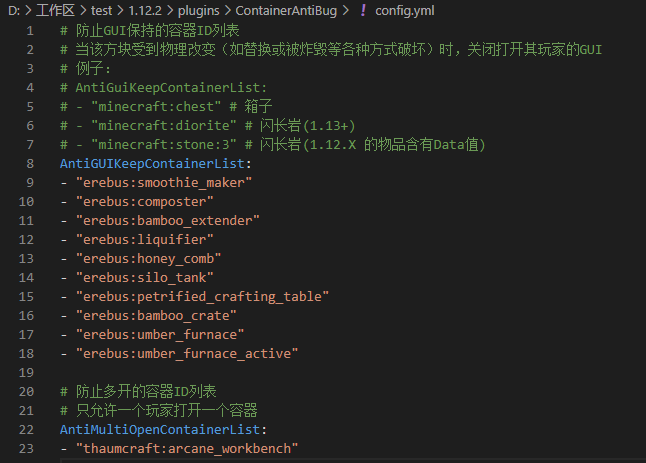 D: > 工作区 > test > 1.12.2 > plugins > ContainerAntiBug > ! config.yml
1 # 防止GUI保持的容器ID列表
2 # 当该方块受到物理改变（如替换或被炸毁等各种方式破坏）时，关闭打开其玩家的GUI
3 # 例子：
4 # AntiGuiKeepContainerList:
5 # - "minecraft:chest" # 箱子
6 # - "minecraft:diorite" # 闪长岩(1.13+)
7 # - "minecraft:stone:3" # 闪长岩(1.12.X 的物品含有Data值)
8 AntiGUIKeepContainerList:
9 - "erebus:smoothie_maker"
10 - "erebus:composter"
11 - "erebus:bamboo_extender"
12 - "erebus:liquifier"
13 - "erebus:honey_comb"
14 - "erebus:silo_tank"
15 - "erebus:petrified_crafting_table"
16 - "erebus:bamboo_crate"
17 - "erebus:umber_furnace"
18 - "erebus:umber_furnace_active"
19
20 # 防止多开的容器ID列表
21 # 只允许一个玩家打开一个容器
22 AntiMultiOpenContainerList:
23 - "thaumcraft:arcane_workbench"